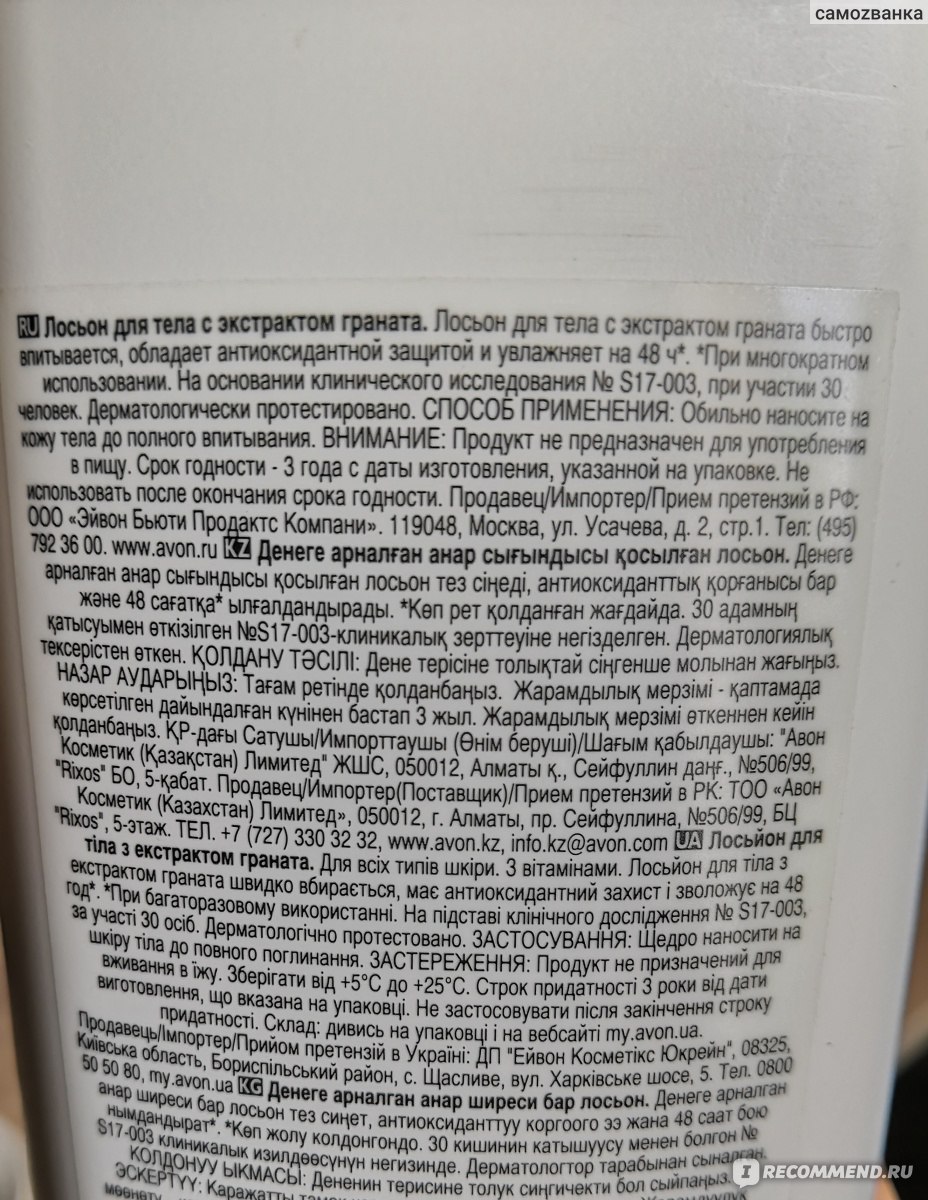 самозванка
RU Лосьон для тела с экстрактом граната. Лосьон для тела с экстрактом граната быстро
впитывается, обладает антиоксидантной защитой и увлажняет на 48 ч*. *При многократном
использовании. На основании клинического исследования № S17-003, при участии 30
человек. Дерматологически протестировано. СПОСОБ ПРИМЕНЕНИЯ: Обильно наносите на
кожу тела до полного впитывания. ВНИМАНИЕ: Продукт не предназначен для употребления
в пищу. Срок годности - 3 года с даты изготовления, указанной на упаковке. Не
использовать после окончания срока годности. Продавец/Импортер/Прием претензий в РФ:
ООО «Эйвон Бьюти Продактс Компани». 119048, Москва, ул. Усачева, д. 2, стр.1. Тел: (495)
792 36 00. www.avon.ru KZ Денеге арналған анар сығындысы қосылған лосьон. Денеге
арналған анар сығындысы қосылған лосьон тез сіңеді, антиоксиданттық қорғанысы бар
және 48 сағатқа* ылғалдандырады. *Көп рет қолданған жағдайда. 30 адамның
қатысуымен өткізілген №S17-003-клиникалық зерттеуіне негізделген. Дерматологиялық
тексерістен өткен. ҚОЛДАНУ ТӘСІЛІ: Дене терісіне толықтай сіңгенше молынан жағыңыз.
НАЗАР АУДАРЫҢЫЗ: Тағам ретінде қолданбаңыз. Жарамдылық мерзімі - қаптамада
көрсетілген дайындалған күнінен бастап 3 жыл. Жарамдылық мерзімі өткеннен кейін
қолданбаңыз. ҚР-дағы Сатушы/Импорттаушы (Өнім беруші)/Шағым қабылдаушы: "Авон
Косметик (Қазақстан) Лимитед" ЖШС, 050012, Алматы қ., Сейфуллин даңғ., №506/99,
"Rixos" БО, 5-қабат. Продавец/Импортер(Поставщик)/Прием претензий в РК: ТОО «Авон
Косметик (Казахстан) Лимитед», 050012, г. Алматы, пр. Сейфуллина, №506/99, БЦ
"Rixos", 5-этаж. ТЕЛ. +7 (727) 330 32 32, www.avon.kz, info.kz@avon.com UA Лосьйон для
тіла з екстрактом граната. Для всіх типів шкіри. З вітамінами. Лосьйон для тіла з
екстрактом граната швидко вбирається, має антиоксидантний захист і зволожує на 48
год*. *При багаторазовому використанні. На підставі клінічного дослідження № S17-003,
за участі 30 осіб. Дерматологічно протестовано. ЗАСТОСУВАННЯ: Щедро наносити на
шкіру тіла до повного поглинання. ЗАСТЕРЕЖЕННЯ: Продукт не призначений для
вживання в їжу. Зберігати від +5°C до +25°C. Строк придатності 3 роки від дати
виготовлення, що вказана на упаковці. Не застосовувати після закінчення строку
придатності. Склад: дивись на упаковці і на вебсайті my.avon.ua.
Продавець/Імпортер/Прийом претензій в Україні: ДП "Ейвон Косметікс Юкрейн", 08325,
Київська область, Бориспільський район, с. Щасливе, вул. Харківське шосе, 5. Тел. 0800
50 50 80, my.avon.ua KG Денеге арналган анар ширеси бар лосьон. Денеге арналган
анар ширеси бар лосьон тез сиңет, антиоксиданттуу коргоого ээ жана 48 саат бою
нымдандырат*. *Көп жолу колдонгондо. 30 кишинин катышуусу менен болгон №
S17-003 клиникалык изилдөөсүнүн негизинде. Дерматологтор тарабынан сыналган.
КОЛДОНУУ ЫКМАСЫ: Дененин терисине толук сиңгичекти бол сыйпаңыз.
ЭСКЕРТҮҮ: Каражатты
I RECOMMEND.RU